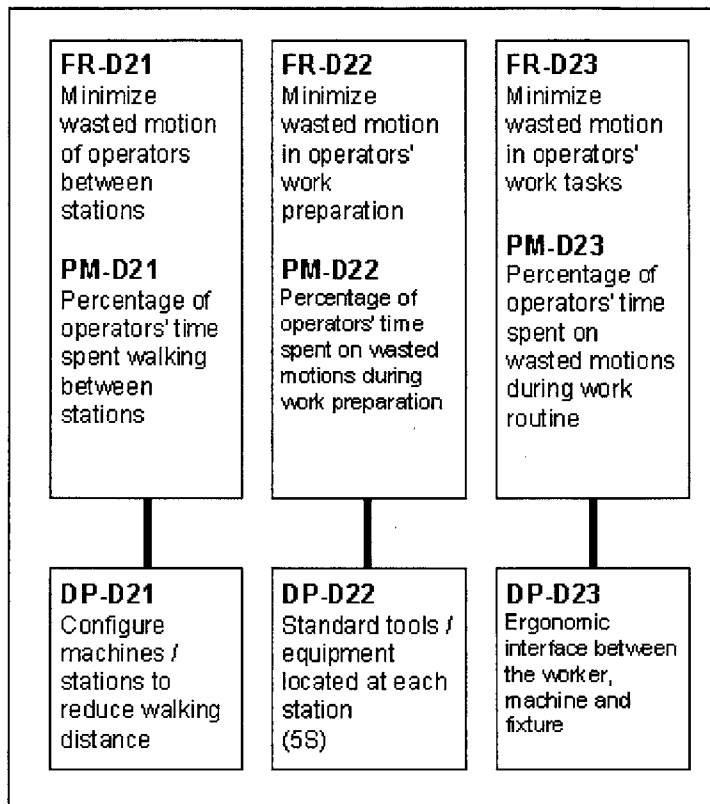 FR-D21
Minimize
wasted motion
of operators
between
stations
PM-D21
Percentage of
operators' time
spent walking
between
stations
FR-D22
Minimize
wasted motion
in operators'
work
preparation
PM-D22
Percentage of
operators' time
spent on wasted
motions during
work preparation
FR-D23
Minimize
wasted motion
in operators'
work tasks
PM-D23
Percentage of
operators' time
spent on
wasted motions
during work
routine
DP-D21
Configure
machines /
stations to
reduce walking
distance
DP-D22
Standard tools /
equipment
located at each
station
(5S)
DP-D23
Ergonomic
interface between
the worker,
machine and
fixture